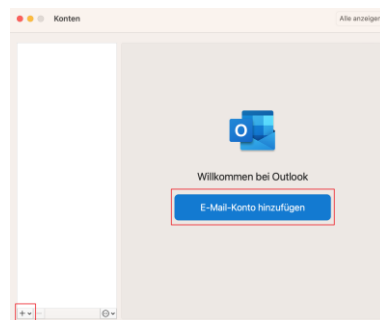 Konten
Alle anzeigen
Willkommen bei Outlook
E-Mail-Konto hinzufügen